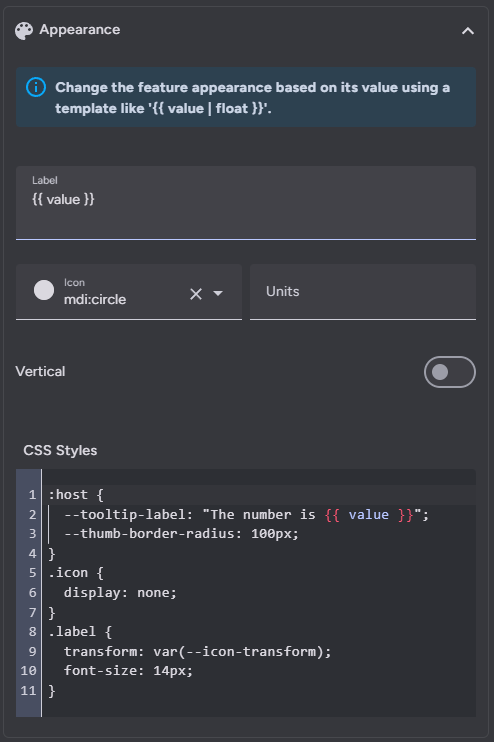 Appearance
Change the feature appearance based on its value using a
template like '{{ value | float }}'.
Label
{{ value }}
Icon
mdi:circle
Units
Vertical
CSS Styles
1 :host {
2   --tooltip-label: "The number is {{ value }}";
3   --thumb-border-radius: 100px;
4 }
5 .icon {
6   display: none;
7 }
8 .label {
9   transform: var(--icon-transform);
10   font-size: 14px;
11 }